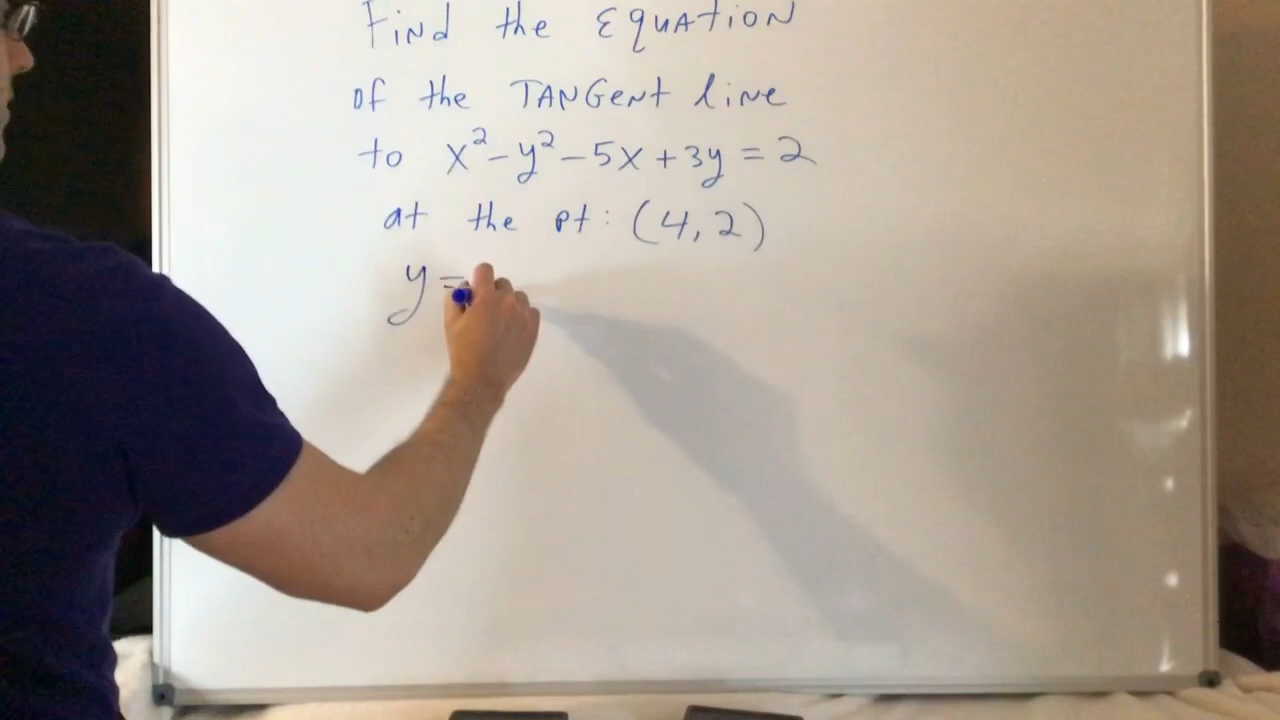 Find the Equation
of the TANGent line
to x²-y²-5x+3y=2
at the pt: (4,2)
y=